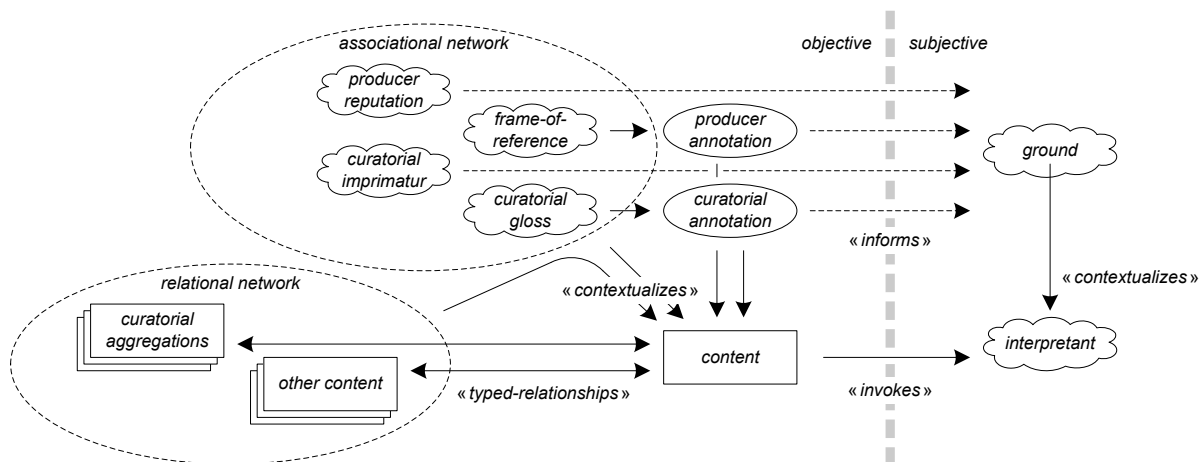 associational network
objective
subjective
producer
reputation
frame-of-
reference
producer
annotation
ground
curatorial
imprimatur
curatorial
gloss
curatorial
annotation
« informs »
relational network
« contextualizes »
« contextualizes »
curatorial
aggregations
content
interpretant
other content
« typed-relationships »
« invokes »